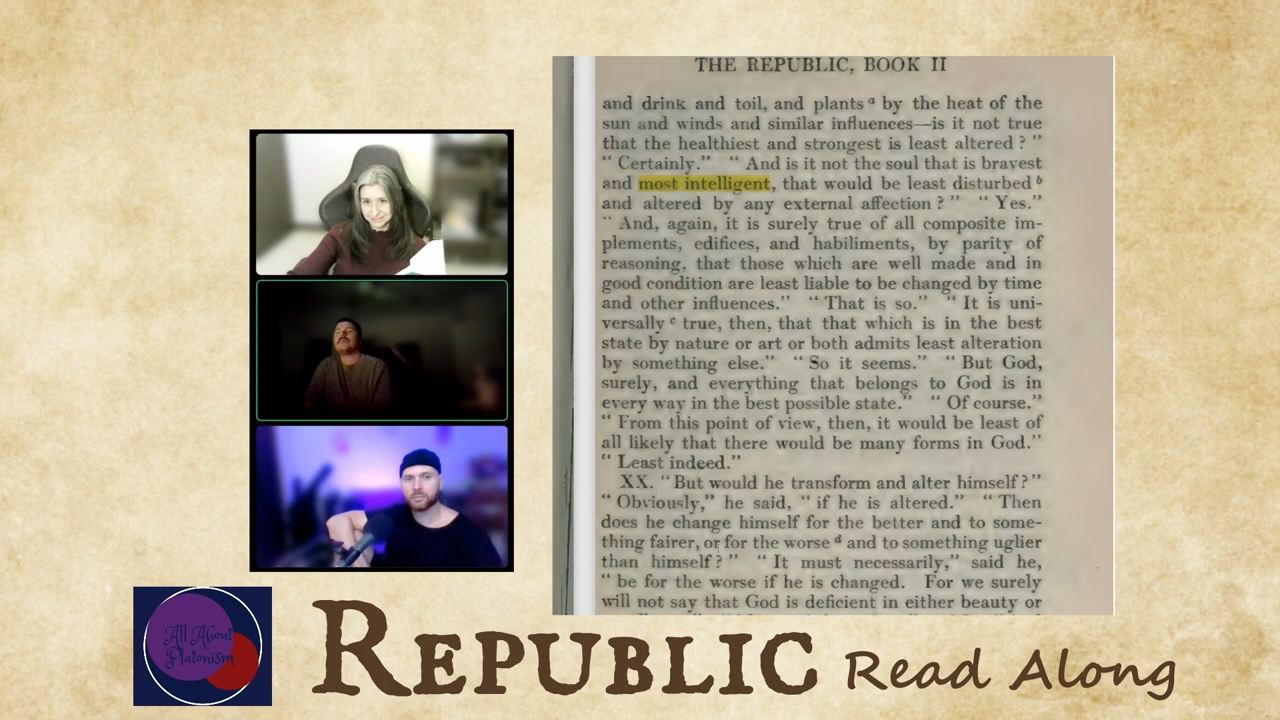 THE REPUBLIC, BOOK II
and drink and toil, and plants ᵃ by the heat of the
sun and winds and similar influences—is it not true
that the healthiest and strongest is least altered ? ”
“ Certainly.” “ And is it not the soul that is bravest
and most intelligent, that would be least disturbed ᵇ
and altered by any external affection ? ” “ Yes.”
“ And, again, it is surely true of all composite im-
plements, edifices, and habiliments, by parity of
reasoning, that those which are well made and in
good condition are least liable to be changed by time
and other influences.” “ That is so.” “ It is uni-
versally ᶜ true, then, that that which is in the best
state by nature or art or both admits least alteration
by something else.” “ So it seems.” “ But God,
surely, and everything that belongs to God is in
every way in the best possible state.” “ Of course.”
“ From this point of view, then, it would be least of
all likely that there would be many forms in God.”
“ Least indeed.”
XX. “ But would he transform and alter himself ? ”
“ Obviously,” he said, “ if he is altered.” “ Then
does he change himself for the better and to some-
thing fairer, or for the worse ᵈ and to something uglier
than himself ? ” “ It must necessarily,” said he,
“ be for the worse if he is changed. For we surely
will not say that God is deficient in either beauty or
All About
Platonism
REPUBLIC Read Along